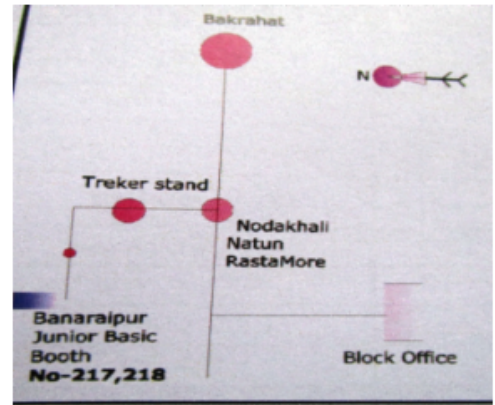 Bakrahat
N
Treker stand
Nodakhali
Natun
RastaMore
Banaraipur
Junior Basic
Booth
No-217,218
Block Office